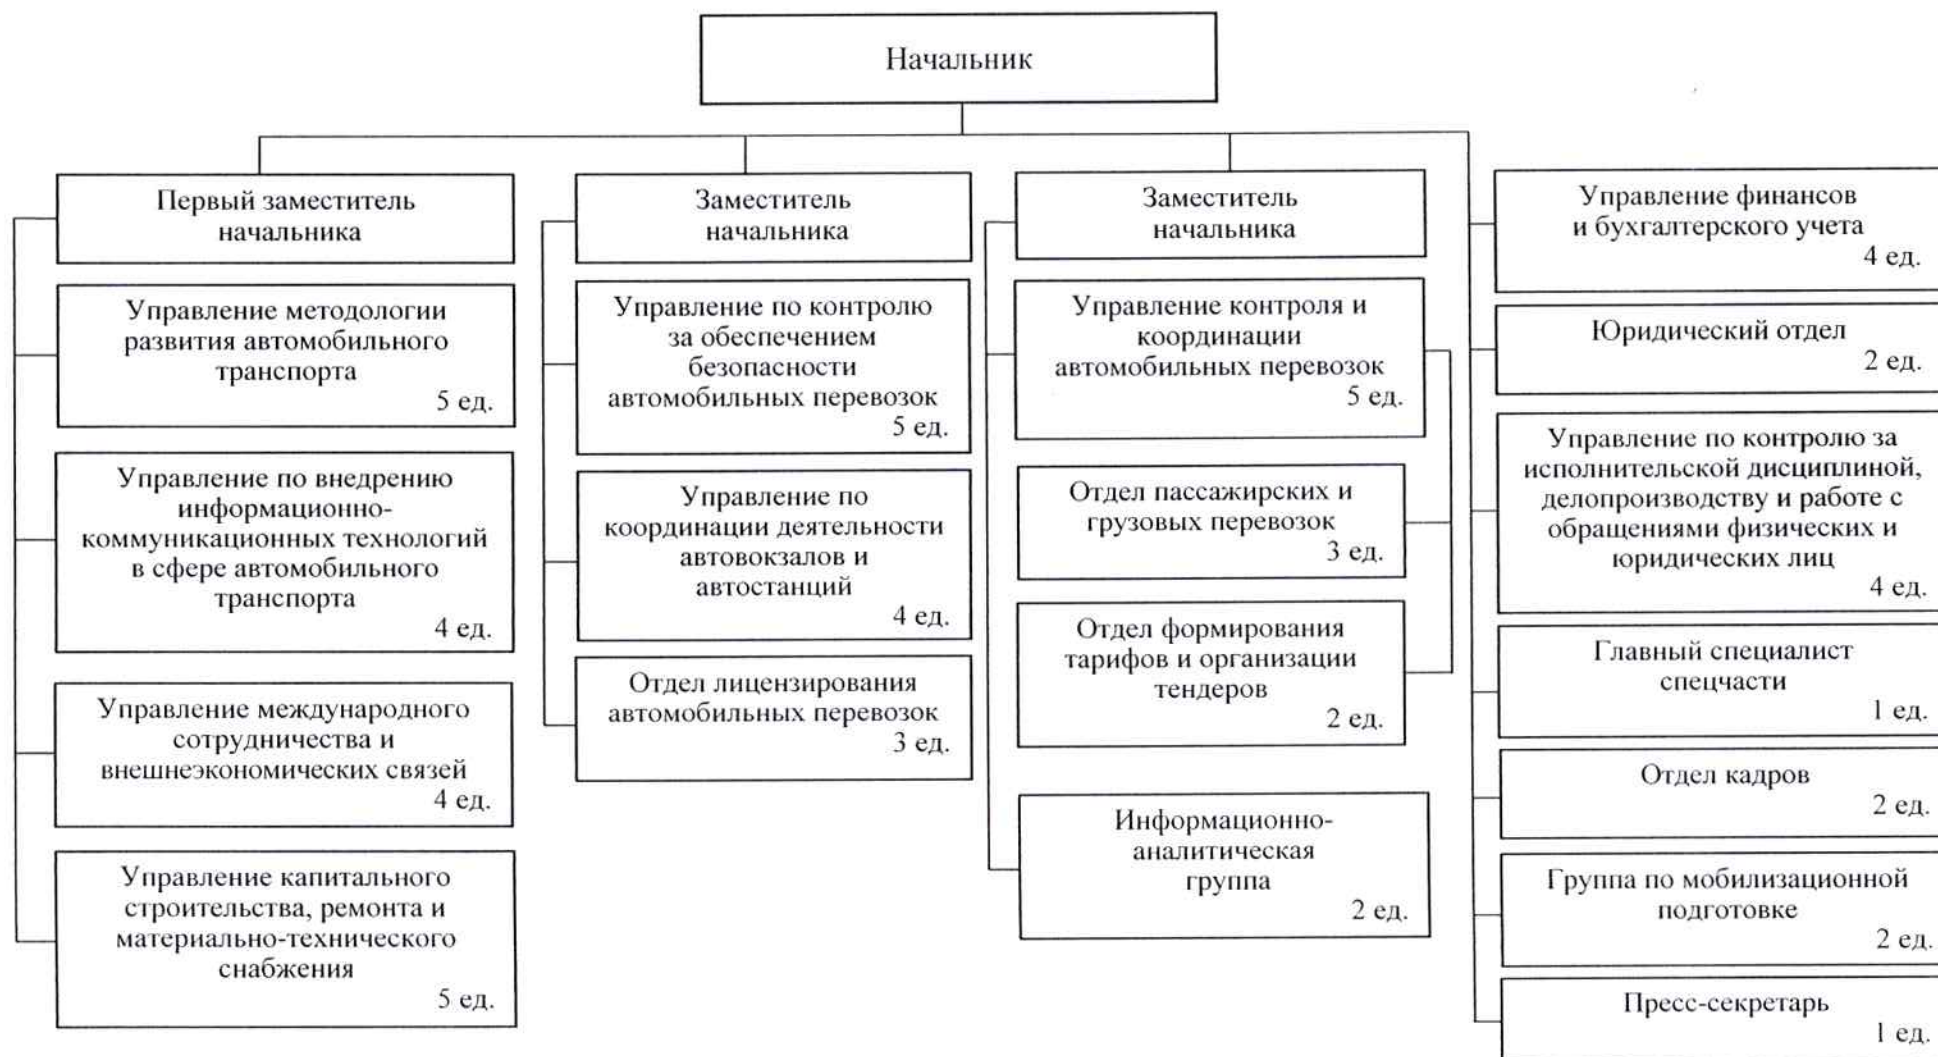 Начальник
Первый заместитель
начальника
Управление методологии
развития автомобильного
транспорта
5 ед.
Управление по внедрению
информационно-
коммуникационных технологий
в сфере автомобильного
транспорта
4 ед.
Управление международного
сотрудничества и
внешнеэкономических связей
4 ед.
Управление капитального
строительства, ремонта и
материально-технического
снабжения
5 ед.
Заместитель
начальника
Управление по контролю
за обеспечением
безопасности
автомобильных перевозок
5 ед.
Управление по
координации деятельности
автовокзалов и
автостанций
4 ед.
Отдел лицензирования
автомобильных перевозок
3 ед.
Заместитель
начальника
Управление контроля и
координации
автомобильных перевозок
5 ед.
Отдел пассажирских и
грузовых перевозок
3 ед.
Отдел формирования
тарифов и организации
тендеров
2 ед.
Информационно-
аналитическая
группа
2 ед.
Управление финансов
и бухгалтерского учета
4 ед.
Юридический отдел
2 ед.
Управление по контролю за
исполнительской дисциплиной,
делопроизводству и работе с
обращениями физических и
юридических лиц
4 ед.
Главный специалист
спецчасти
1 ед.
Отдел кадров
2 ед.
Группа по мобилизационной
подготовке
2 ед.
Пресс-секретарь
1 ед.